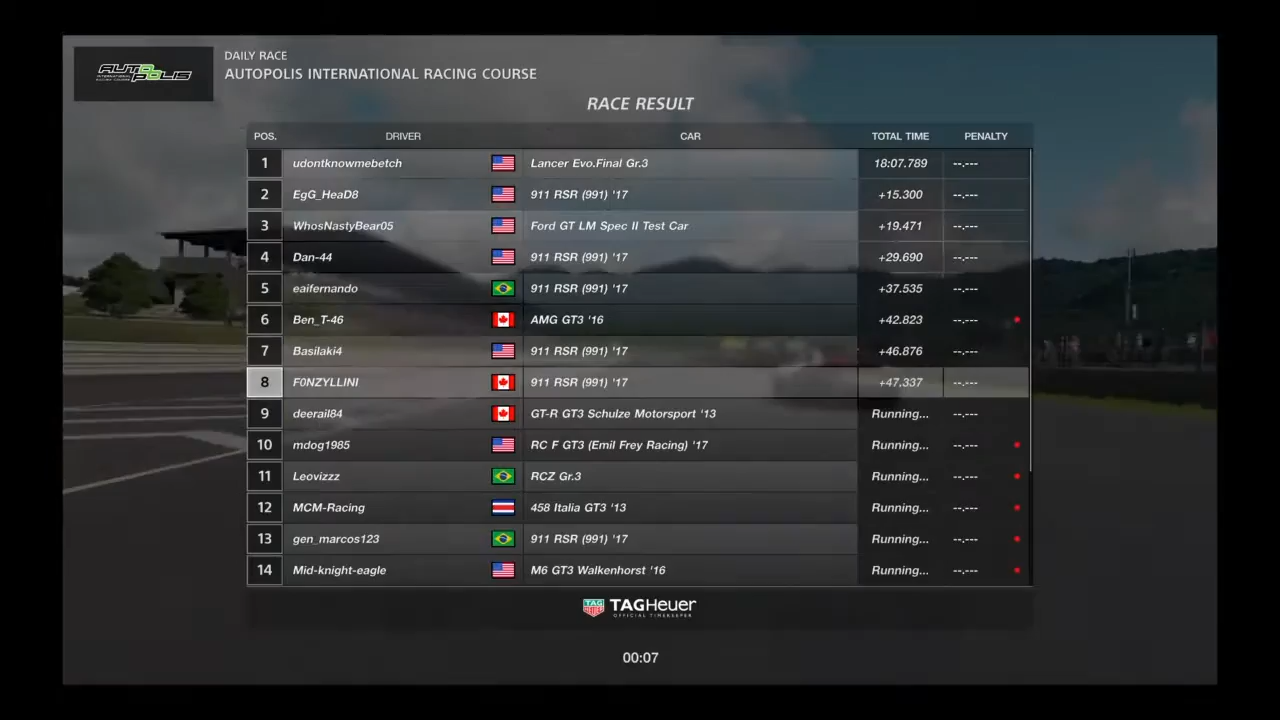 AUTOPOLIS
INTERNATIONAL RACING COURSE
DAILY RACE
AUTOPOLIS INTERNATIONAL RACING COURSE
RACE RESULT
POS. DRIVER CAR TOTAL TIME PENALTY
1 udontknowmebetch Lancer Evo.Final Gr.3 18:07.789 --.---
2 EgG_HeaD8 911 RSR (991) '17 +15.300 --.---
3 WhosNastyBear05 Ford GT LM Spec II Test Car +19.471 --.---
4 Dan-44 911 RSR (991) '17 +29.690 --.---
5 eaifernando 911 RSR (991) '17 +37.535 --.---
6 Ben_T-46 AMG GT3 '16 +42.823 --.---
7 Basilaki4 911 RSR (991) '17 +46.876 --.---
8 F0NZYLLINI 911 RSR (991) '17 +47.337 --.---
9 deerail84 GT-R GT3 Schulze Motorsport '13 Running... --.---
10 mdog1985 RC F GT3 (Emil Frey Racing) '17 Running... --.---
11 Leovizzz RCZ Gr.3 Running... --.---
12 MCM-Racing 458 Italia GT3 '13 Running... --.---
13 gen_marcos123 911 RSR (991) '17 Running... --.---
14 Mid-knight-eagle M6 GT3 Walkenhorst '16 Running... --.---
TAG HEUER TAGHeuer
OFFICIAL TIMEKEEPER
00:07